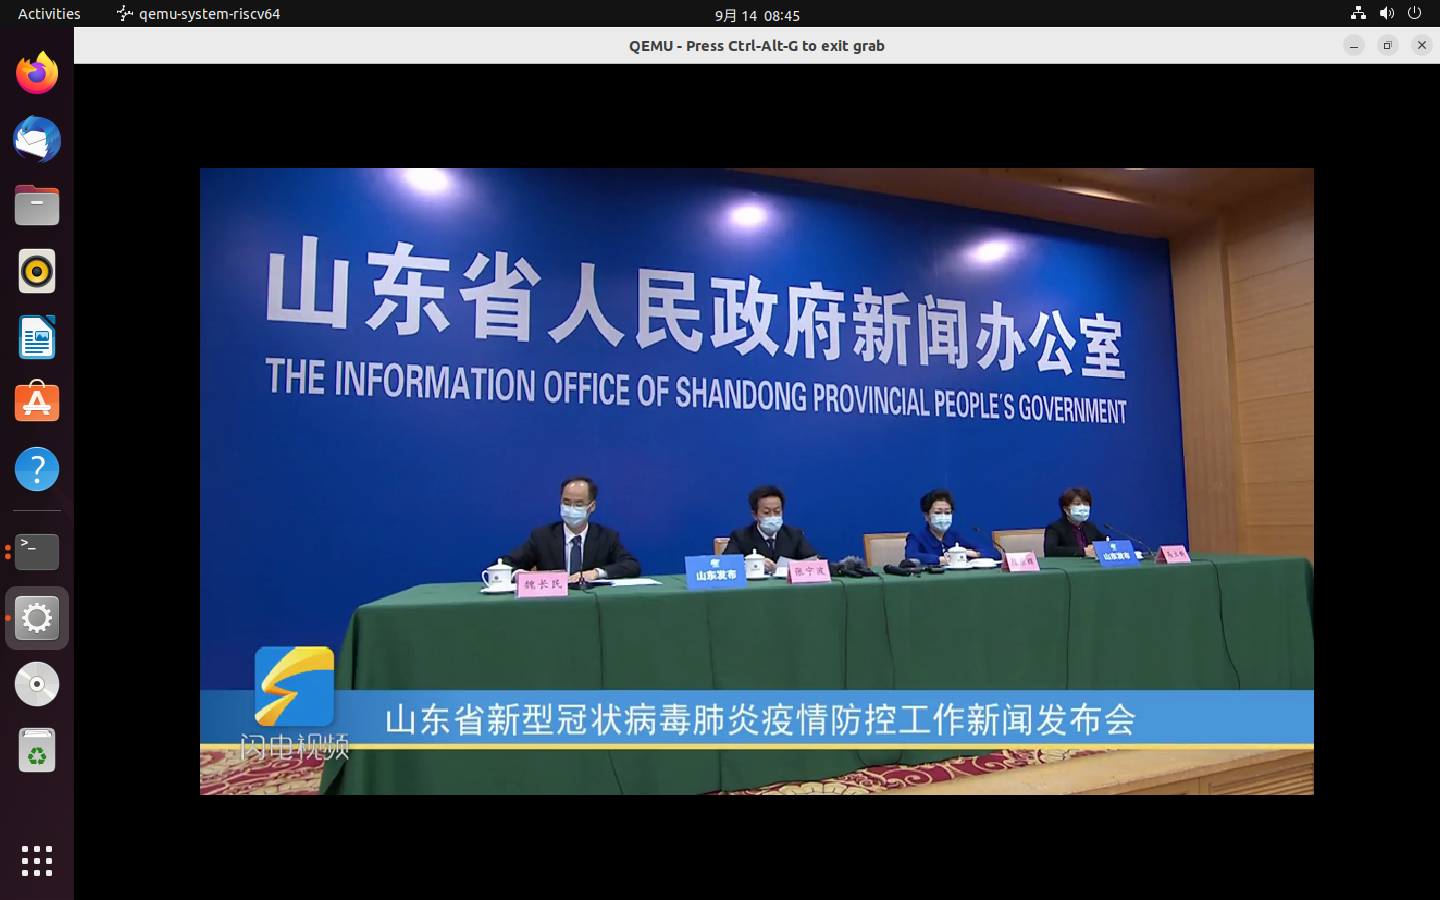 Activities
qemu-system-riscv64
9月 14 08:45
QEMU - Press Ctrl-Alt-G to exit grab
山东省人民政府新闻办公室
THE INFORMATION OFFICE OF SHANDONG PROVINCIAL PEOPLE'S GOVERNMENT
魏长民
山东发布
张宁波
山东发布
山东省新型冠状病毒肺炎疫情防控工作新闻发布会
闪电视频